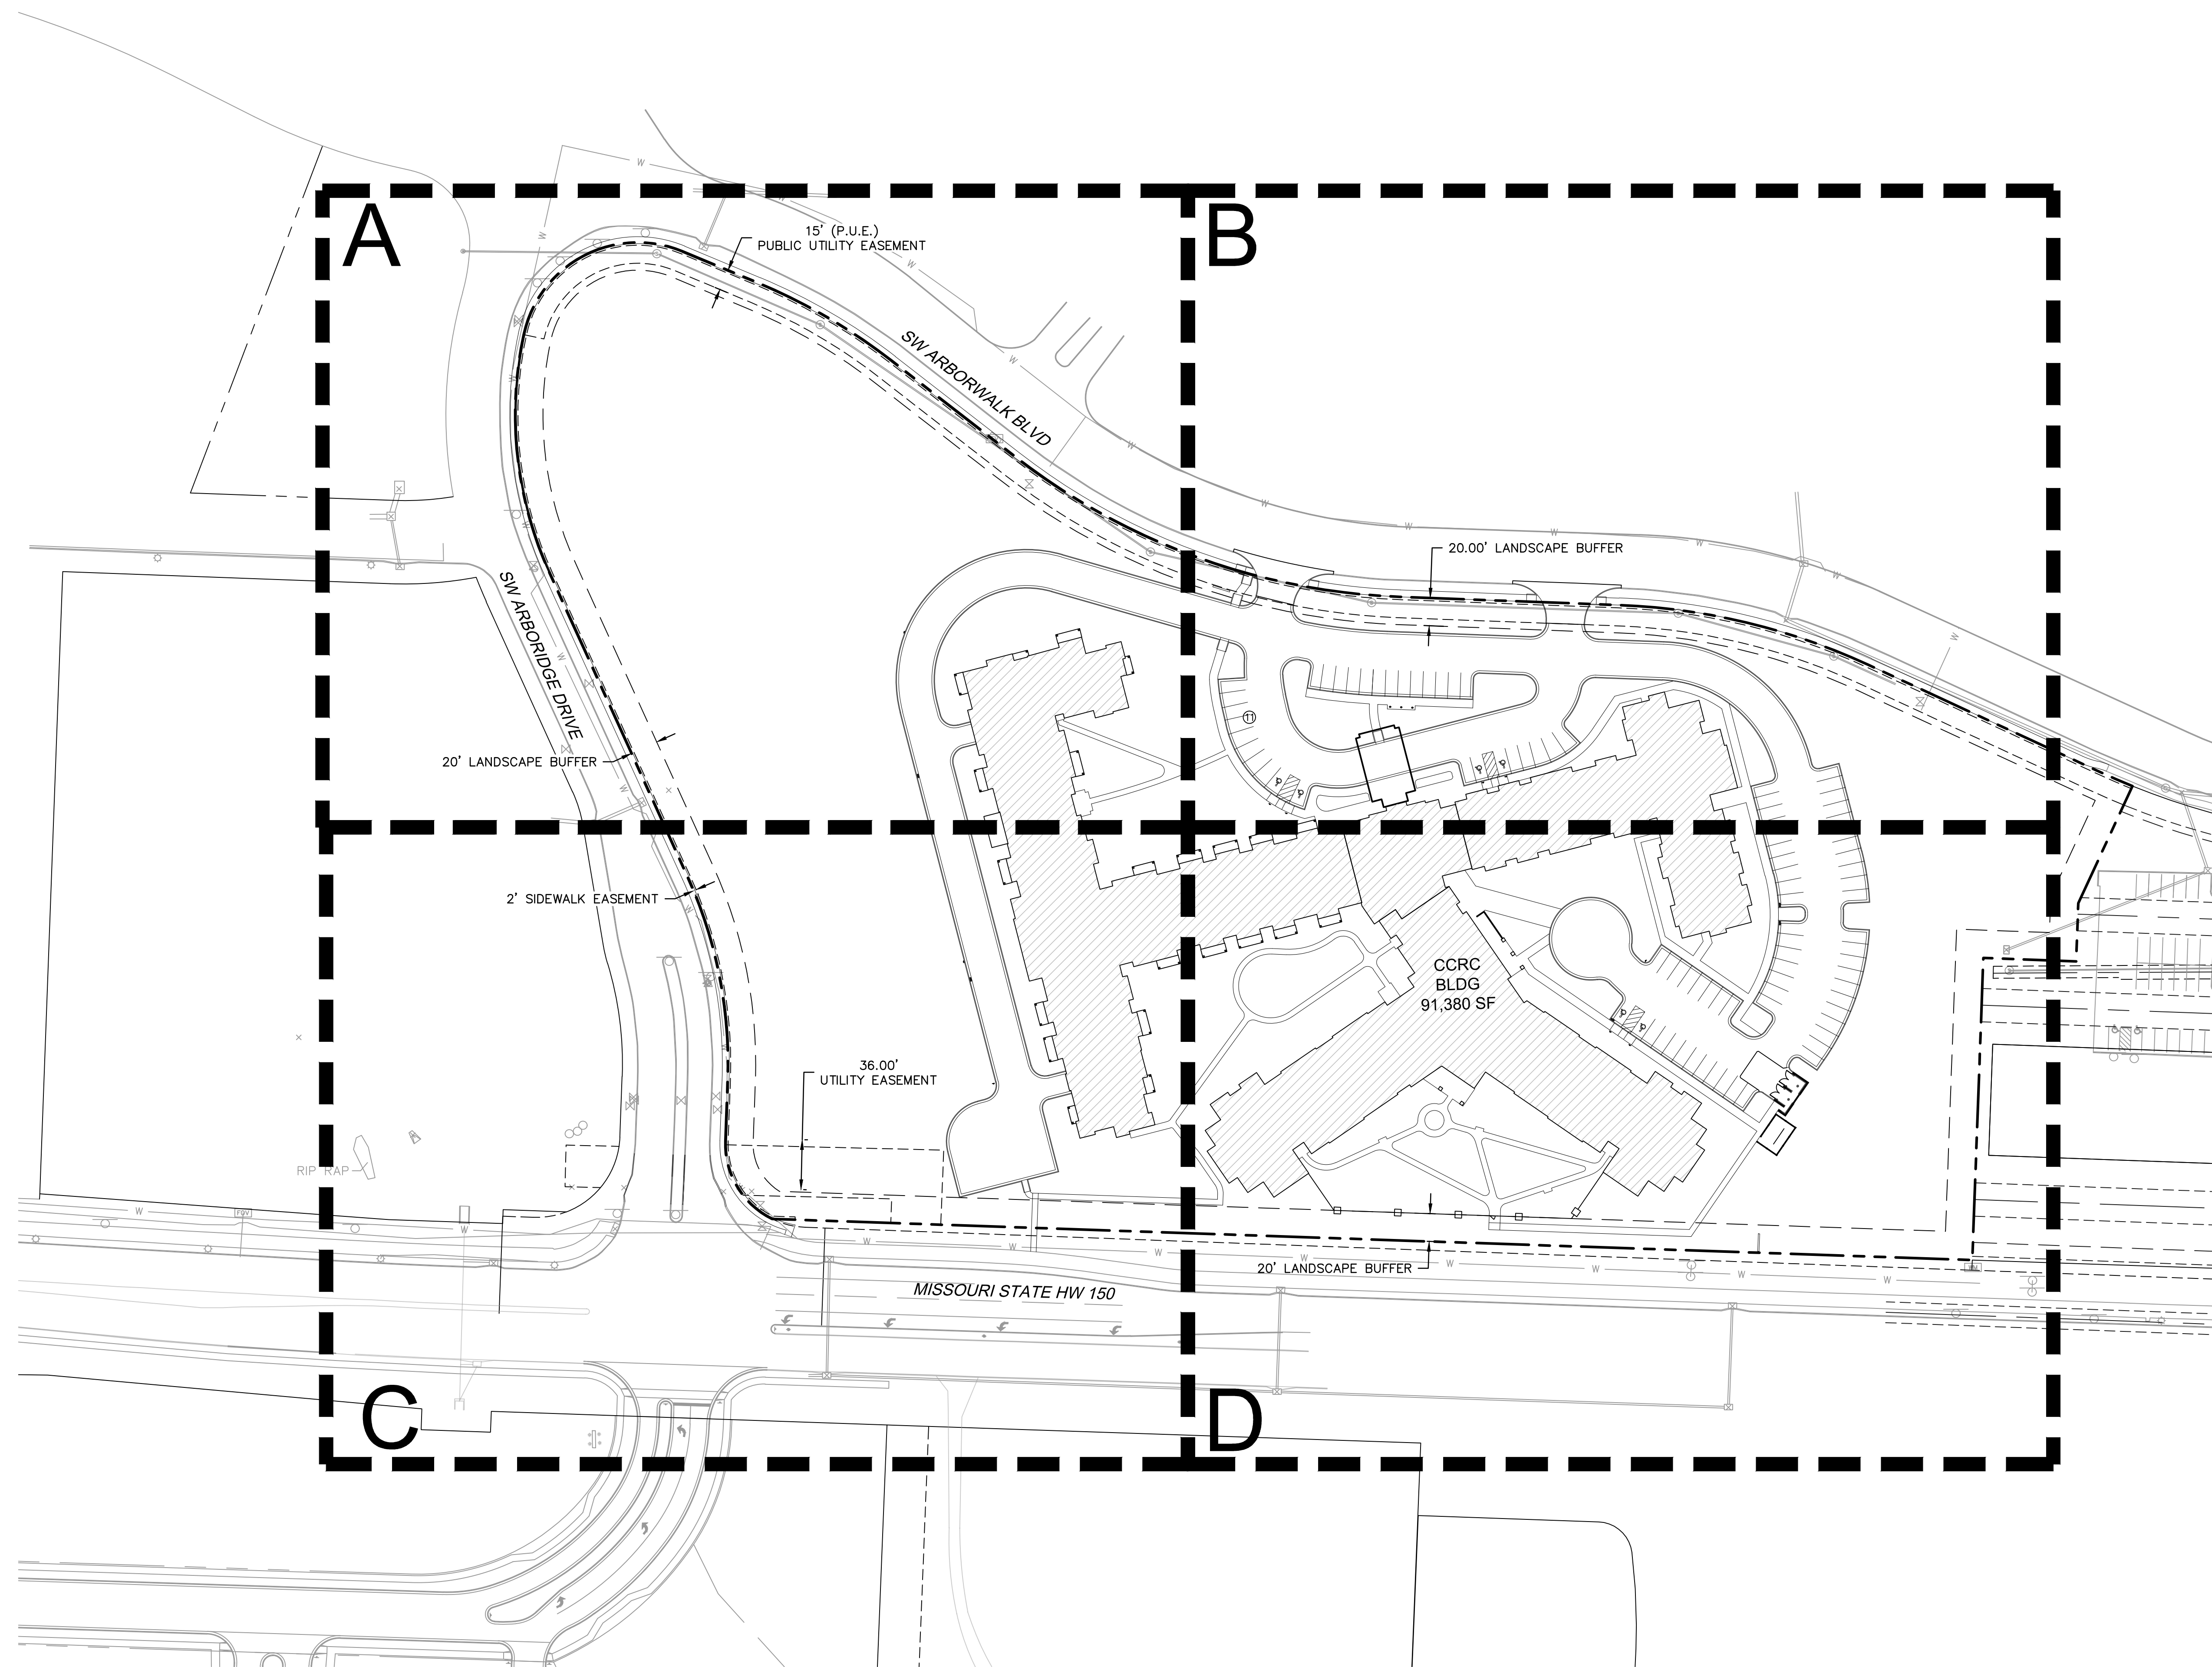 A
B
15' (P.U.E.)
PUBLIC UTILITY EASEMENT
SW ARBORWALK BLVD
20.00' LANDSCAPE BUFFER
SW ARBORIDGE DRIVE
11
20' LANDSCAPE BUFFER
2' SIDEWALK EASEMENT
CCRC
BLDG
91,380 SF
36.00'
UTILITY EASEMENT
RIP RAP
FOV
20' LANDSCAPE BUFFER
MISSOURI STATE HW 150
C
D